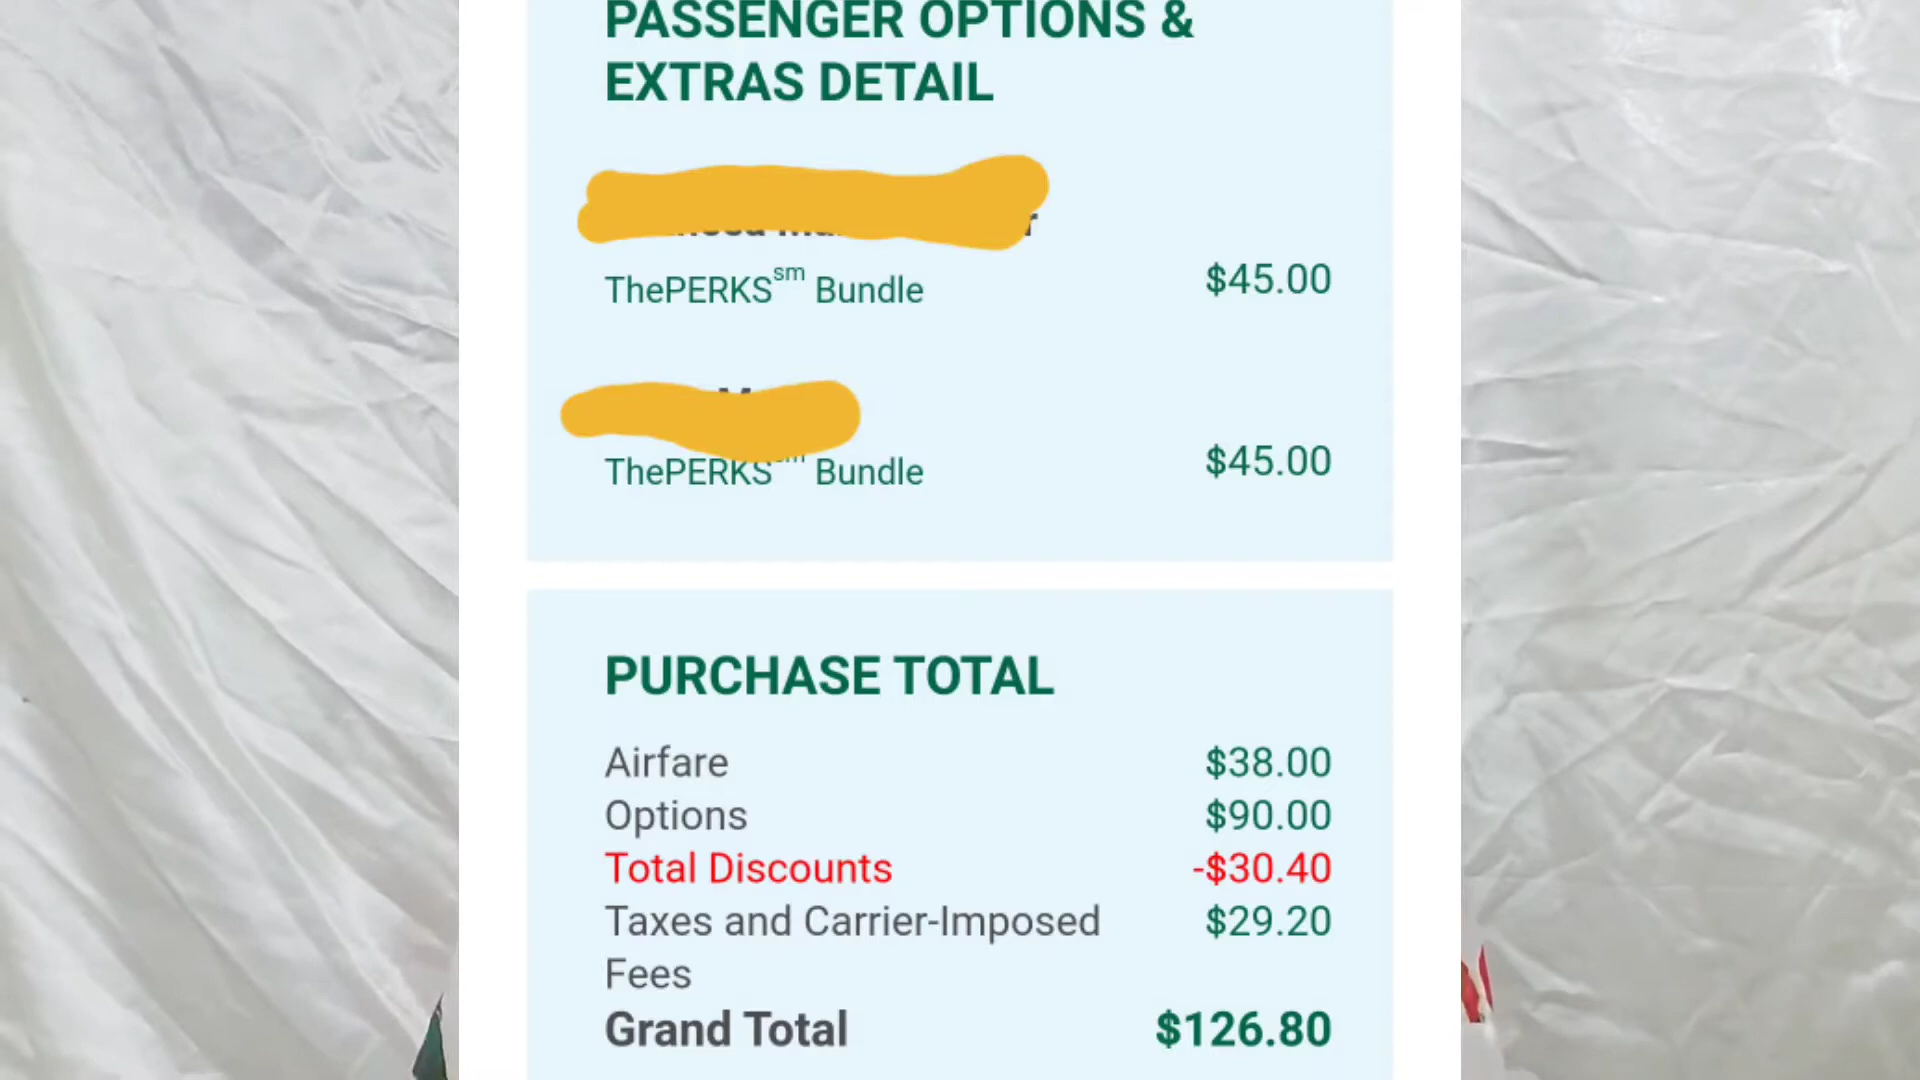 PASSENGER OPTIONS &
EXTRAS DETAIL
ThePERKSsm Bundle $45.00
ThePERKSsm Bundle $45.00
PURCHASE TOTAL
Airfare $38.00
Options $90.00
Total Discounts -$30.40
Taxes and Carrier-Imposed $29.20
Fees
Grand Total $126.80